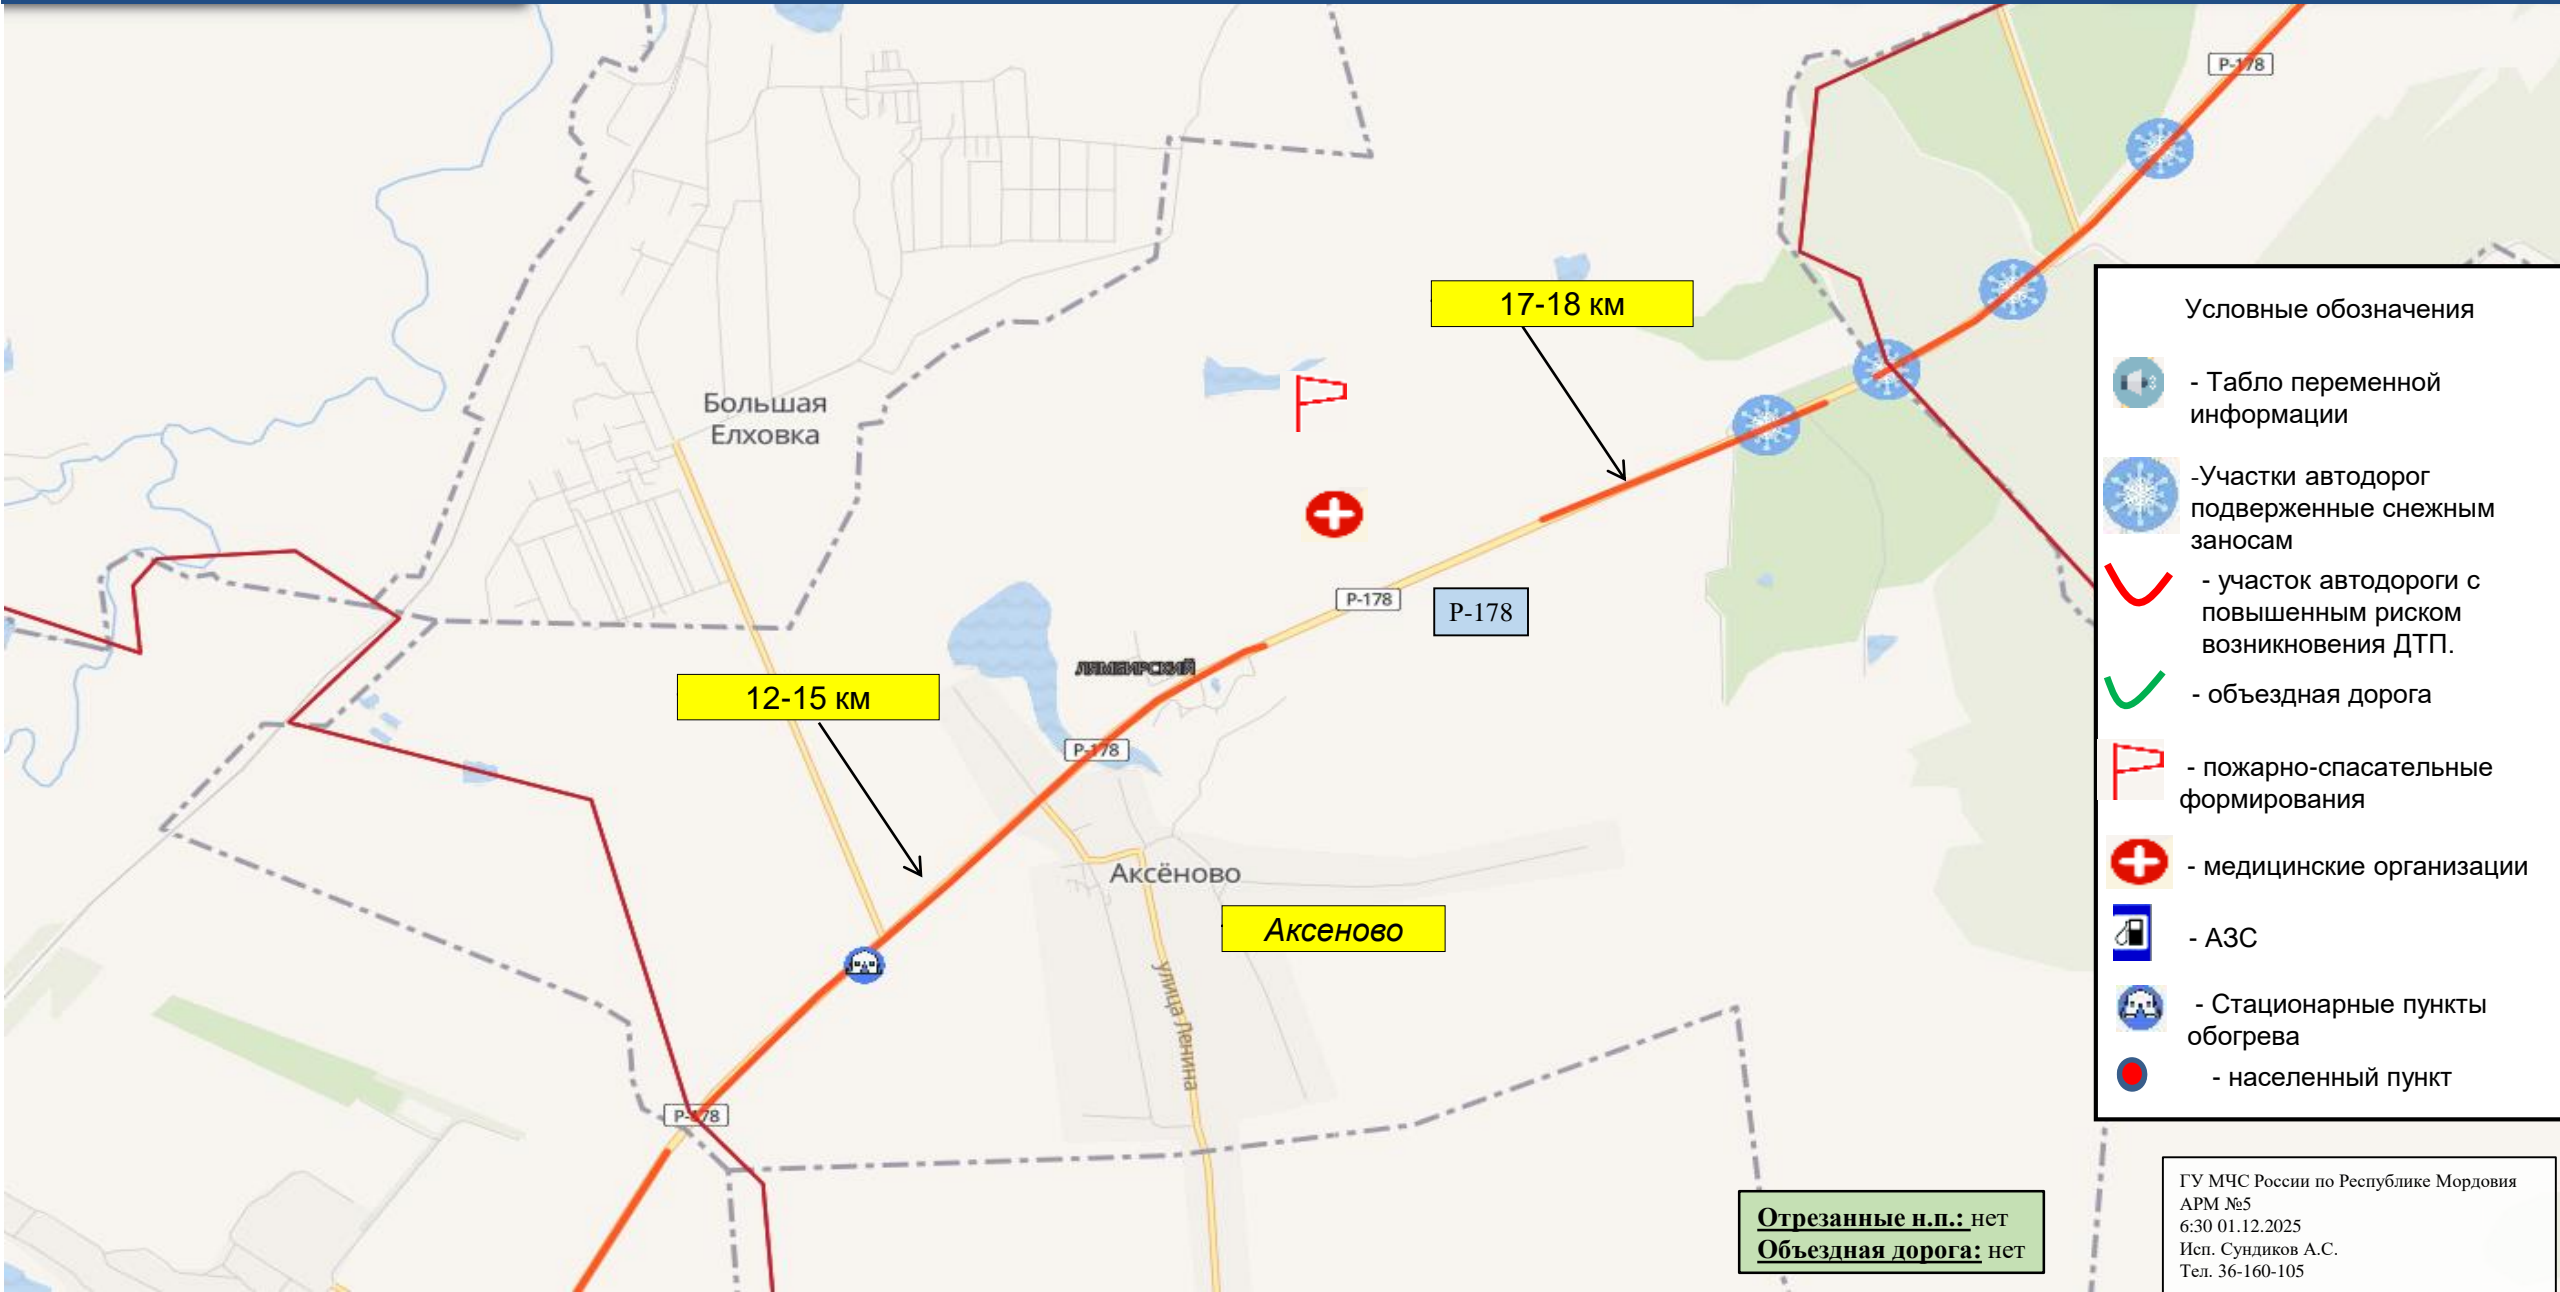 Р-178
17-18 км
Условные обозначения
- Табло переменной
информации
-Участки автодорог
подверженные снежным
заносам
- участок автодороги с
повышенным риском
возникновения ДТП.
- объездная дорога
- пожарно-спасательные
формирования
- медицинские организации
- АЗС
- Стационарные пункты
обогрева
- населенный пункт
Большая
Елховка
Р-178
Р-178
ЛЯМБИРСКИЙ
12-15 км
Р-178
Аксёново
Аксеново
улица Ленина
Р-178
Отрезанные н.п.: нет
Объездная дорога: нет
ГУ МЧС России по Республике Мордовия
АРМ №5
6:30 01.12.2025
Исп. Сундиков А.С.
Тел. 36-160-105